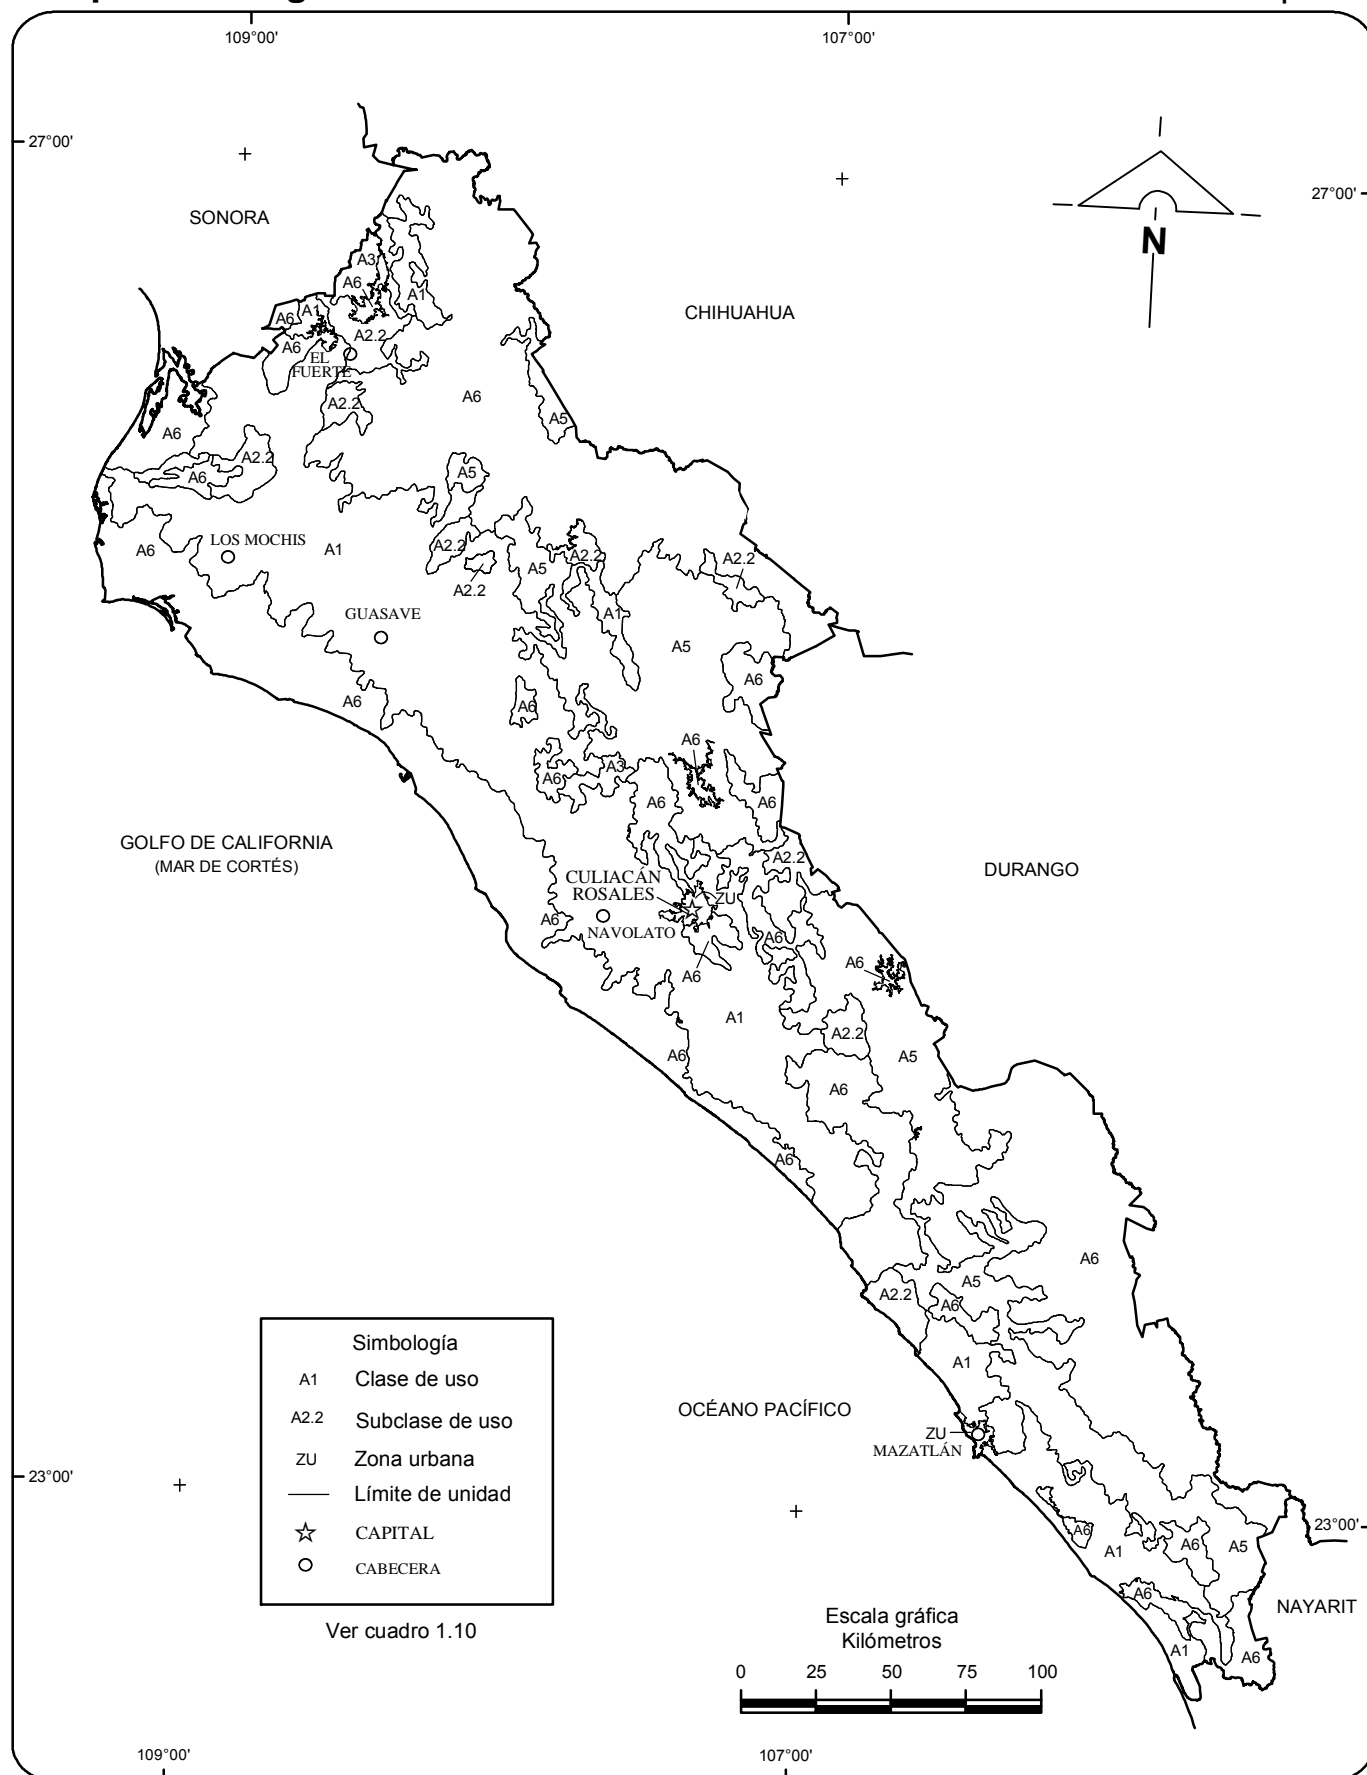 109°00'
107°00'
27°00'
27°00'
SONORA
N
A3
A6
A1
CHIHUAHUA
A6
A1
A2.2
A6
EL
FUERTE
A2.2
A6
A5
A6
A2.2
A6
A5
LOS MOCHIS
A6
A1
A2.2
A2.2
A5
A2.2
A2.2
GUASAVE
A1
A5
A6
A6
A6
A6
A3
A6
A6
A6
GOLFO DE CALIFORNIA
(MAR DE CORTÉS)
A2.2
DURANGO
CULIACÁN
ROSALES
ZU
A6
NAVOLATO
A6
A6
A6
A1
A2.2
A6
A5
A6
A6
A6
A5
A2.2
A6
A1
OCÉANO PACÍFICO
ZU
MAZATLÁN
23°00'
23°00'
A6
A1
A6
A5
A6
NAYARIT
A1
A6
Simbología
A1 Clase de uso
A2.2 Subclase de uso
ZU Zona urbana
Límite de unidad
CAPITAL
CABECERA
Ver cuadro 1.10
Escala gráfica
Kilómetros
0 25 50 75 100
109°00'
107°00'